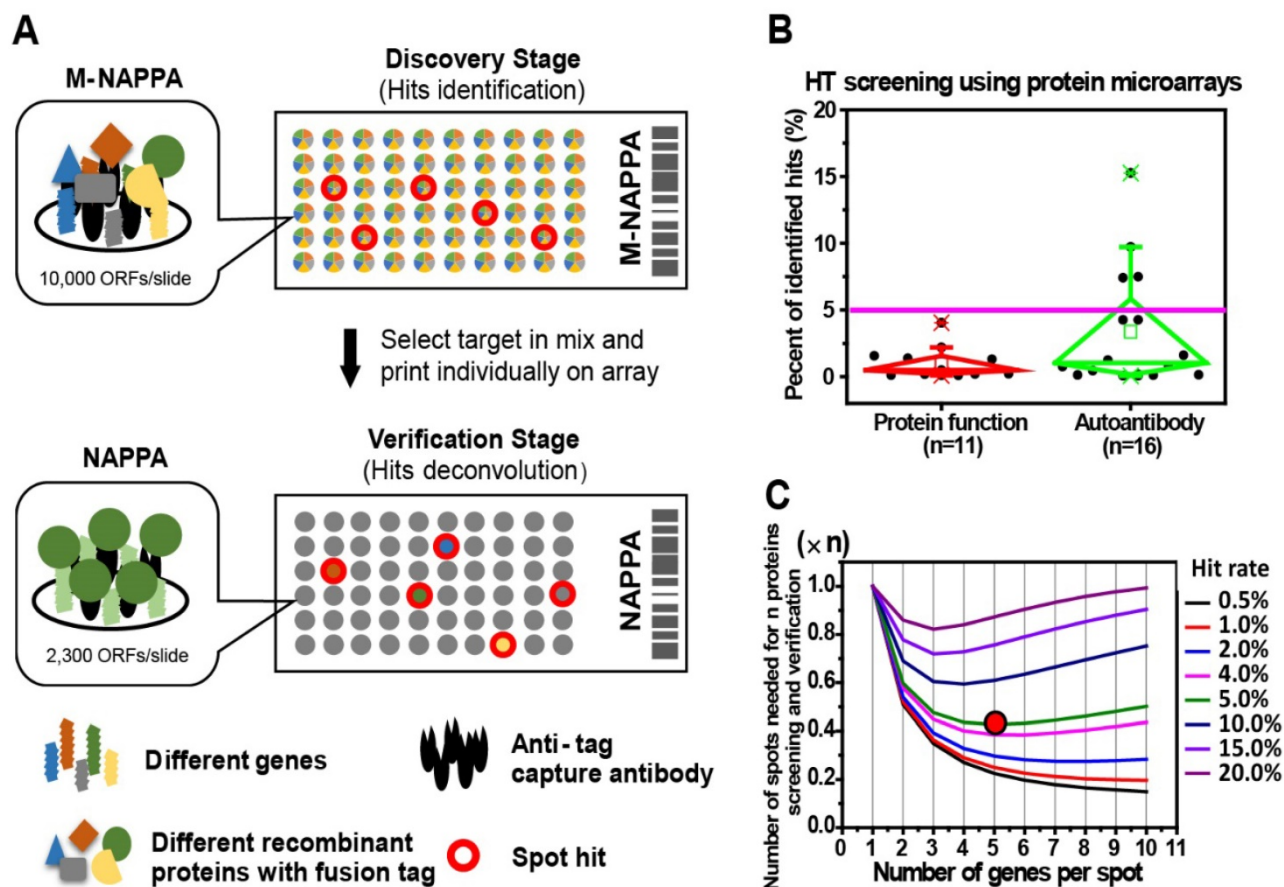 A
M-NAPPA
10,000 ORFs/slide
Discovery Stage
(Hits identification)
M-NAPPA
Select target in mix and
print individually on array
NAPPA
2,300 ORFs/slide
Verification Stage
(Hits deconvolution)
NAPPA
Different genes
Anti-tag
capture antibody
Different recombinant
proteins with fusion tag
Spot hit
B
HT screening using protein microarrays
Pecent of identified hits (%)
20
15
10
5
0
Protein function
(n=11)
Autoantibody
(n=16)
C
(×n)
Number of spots needed for n proteins
screening and verification
1.0
0.8
0.6
0.4
0.2
0.0
0 1 2 3 4 5 6 7 8 9 10 11
Number of genes per spot
Hit rate
0.5%
1.0%
2.0%
4.0%
5.0%
10.0%
15.0%
20.0%